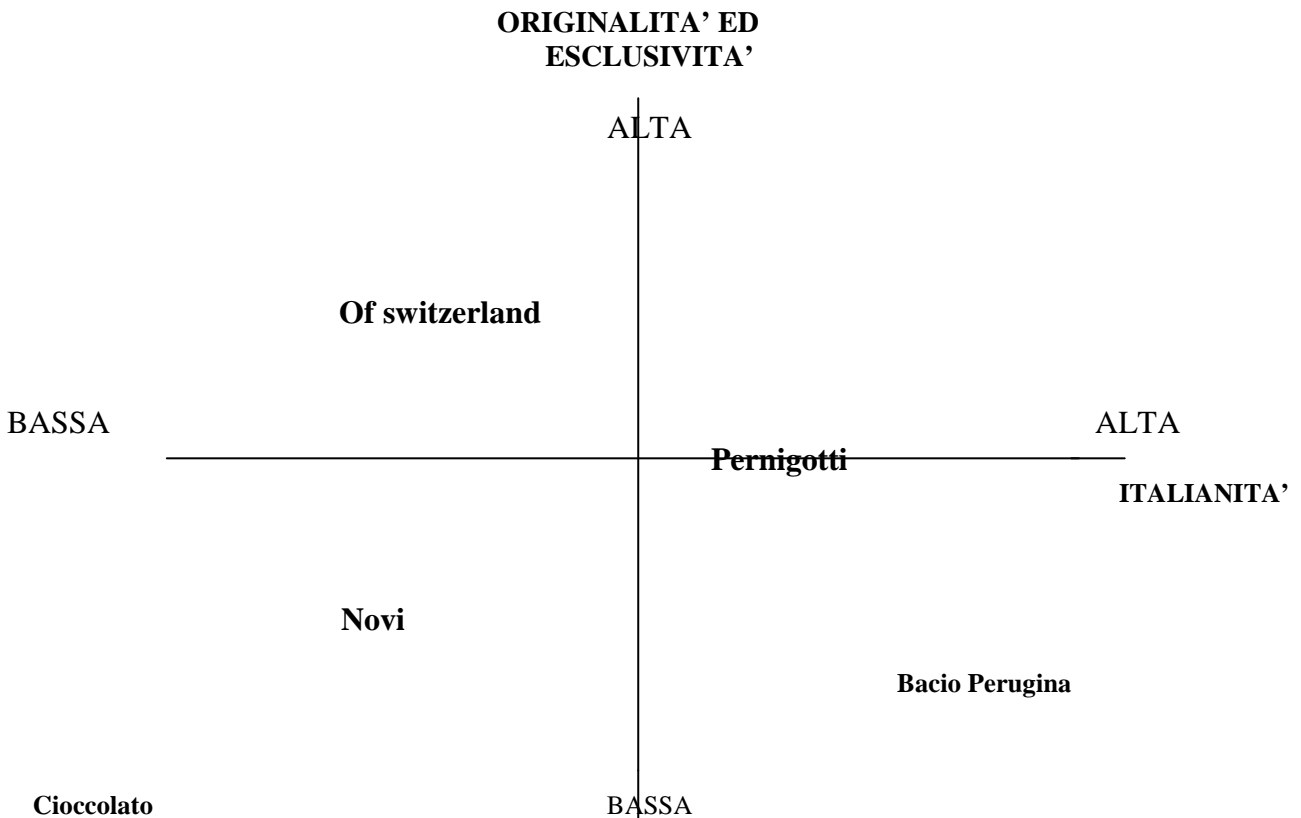 ORIGINALITA’ ED
ESCLUSIVITA’
ALTA
Of switzerland
BASSA
ALTA
Pernigotti
ITALIANITA’
Novi
Bacio Perugina
Cioccolato
BASSA